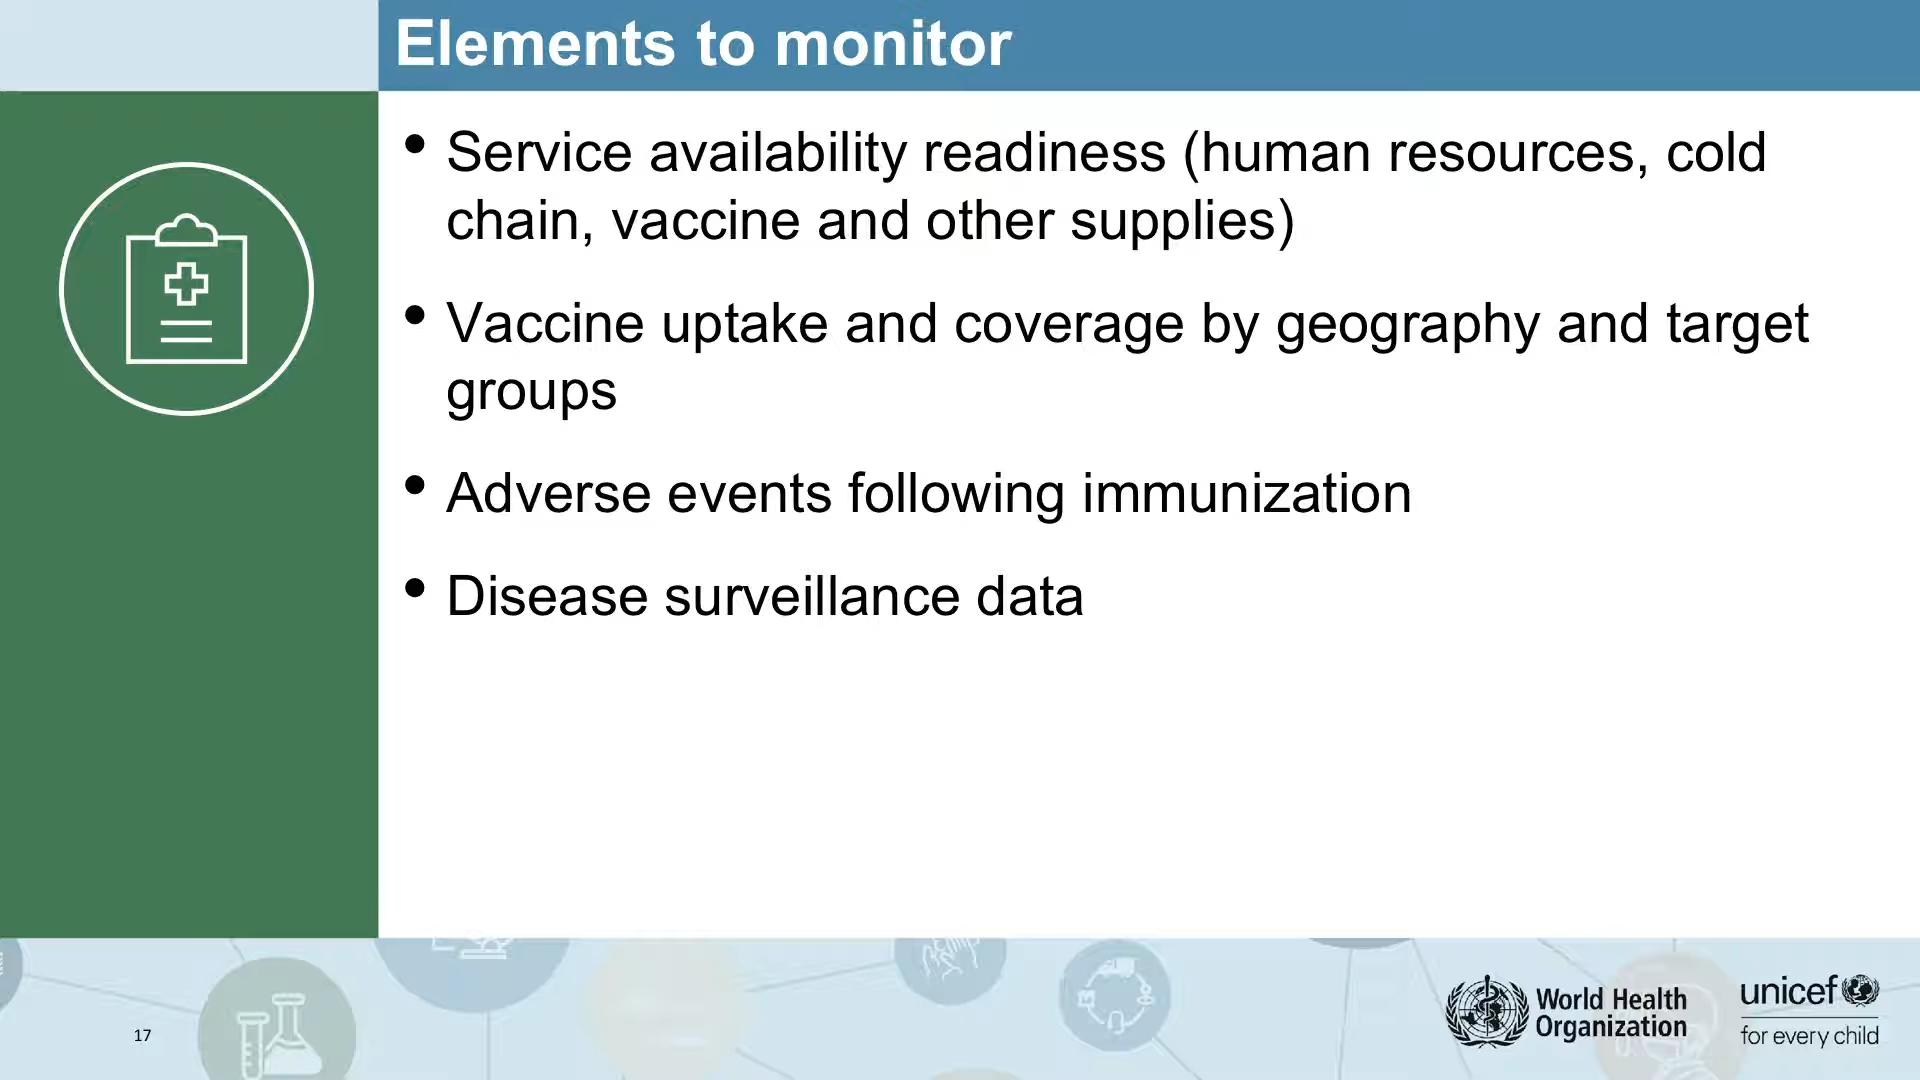 Elements to monitor
• Service availability readiness (human resources, cold
chain, vaccine and other supplies)
• Vaccine uptake and coverage by geography and target
groups
• Adverse events following immunization
• Disease surveillance data
17
World Health
Organization
unicef
for every child